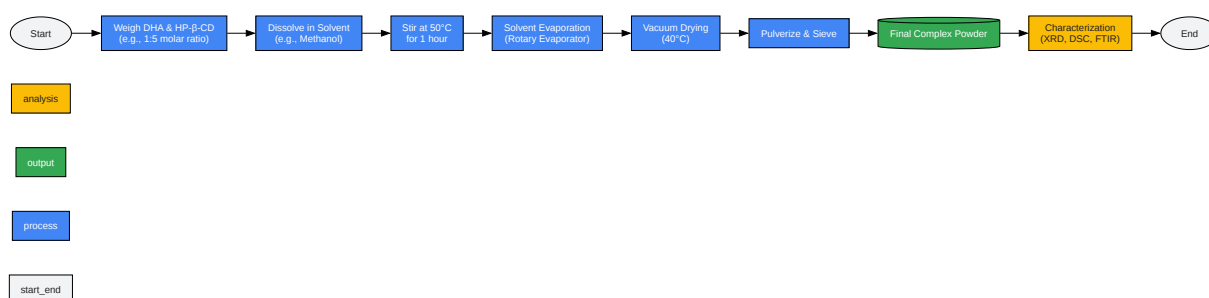 Start
Weigh DHA & HP-β-CD
(e.g., 1:5 molar ratio)
Dissolve in Solvent
(e.g., Methanol)
Stir at 50°C
for 1 hour
Solvent Evaporation
(Rotary Evaporator)
Vacuum Drying
(40°C)
Pulverize & Sieve
Final Complex Powder
Characterization
(XRD, DSC, FTIR)
End
analysis
output
process
start_end